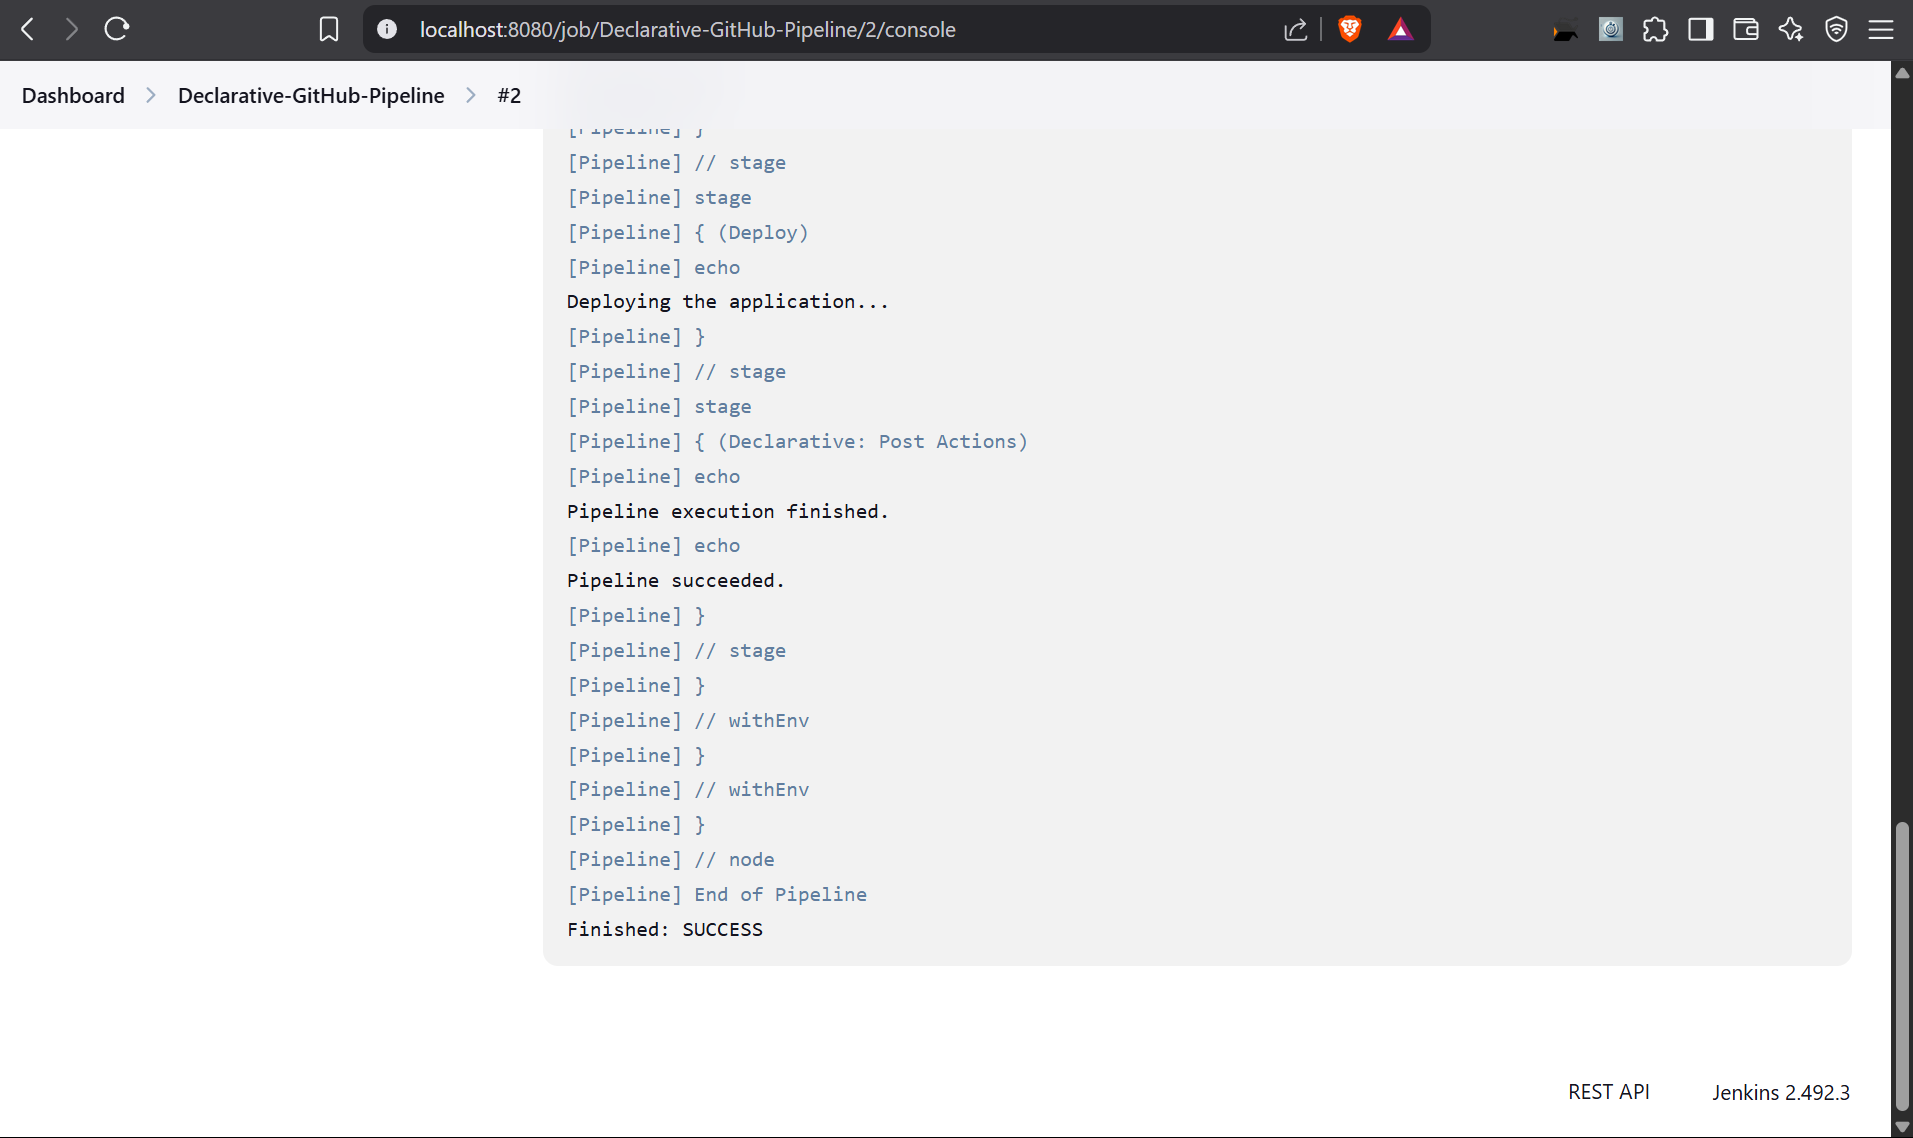 localhost:8080/job/Declarative-GitHub-Pipeline/2/console
Dashboard > Declarative-GitHub-Pipeline > #2
[Pipeline] }
[Pipeline] // stage
[Pipeline] stage
[Pipeline] { (Deploy)
[Pipeline] echo
Deploying the application...
[Pipeline] }
[Pipeline] // stage
[Pipeline] stage
[Pipeline] { (Declarative: Post Actions)
[Pipeline] echo
Pipeline execution finished.
[Pipeline] echo
Pipeline succeeded.
[Pipeline] }
[Pipeline] // stage
[Pipeline] }
[Pipeline] // withEnv
[Pipeline] }
[Pipeline] // withEnv
[Pipeline] }
[Pipeline] // node
[Pipeline] End of Pipeline
Finished: SUCCESS
REST API Jenkins 2.492.3